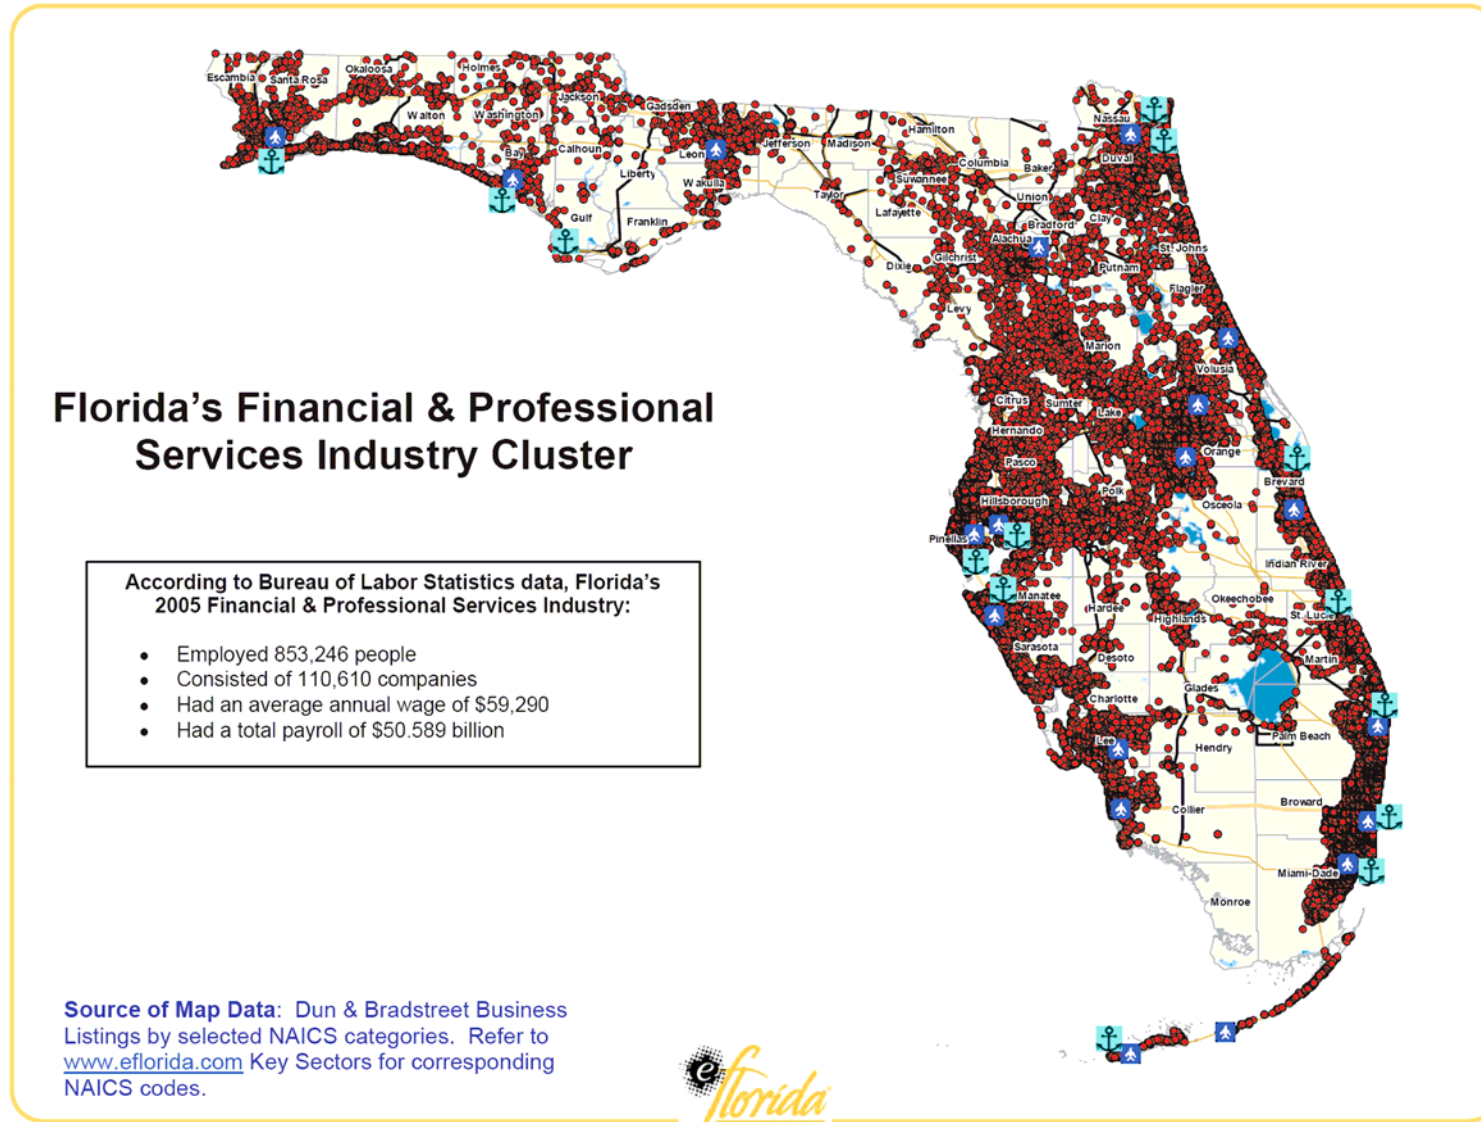 Escambia
Santa Rosa
Okaloosa
Holmes
Jackson
Walton
Washington
Gadsden
Bay
Calhoun
Leon
Liberty
Wakulla
Gulf
Franklin
Jefferson
Madison
Hamilton
Taylor
Suwannee
Columbia
Baker
Nassau
Duval
Lafayette
Union
Bradford
Clay
Alachua
St. Johns
Dixie
Gilchrist
Putnam
Flagler
Levy
Marion
Volusia
Citrus
Sumter
Lake
Hernando
Orange
Pasco
Polk
Brevard
Hillsborough
Osceola
Pinellas
Indian River
Manatee
Hardee
Okeechobee
Highlands
St. Lucie
Sarasota
Desoto
Martin
Charlotte
Glades
Lee
Hendry
Palm Beach
Collier
Broward
Miami-Dade
Monroe
Florida's Financial & Professional
Services Industry Cluster
According to Bureau of Labor Statistics data, Florida's
2005 Financial & Professional Services Industry:
• Employed 853,246 people
• Consisted of 110,610 companies
• Had an average annual wage of $59,290
• Had a total payroll of $50.589 billion
Source of Map Data: Dun & Bradstreet Business
Listings by selected NAICS categories. Refer to
www.eflorida.com Key Sectors for corresponding
NAICS codes.
eflorida